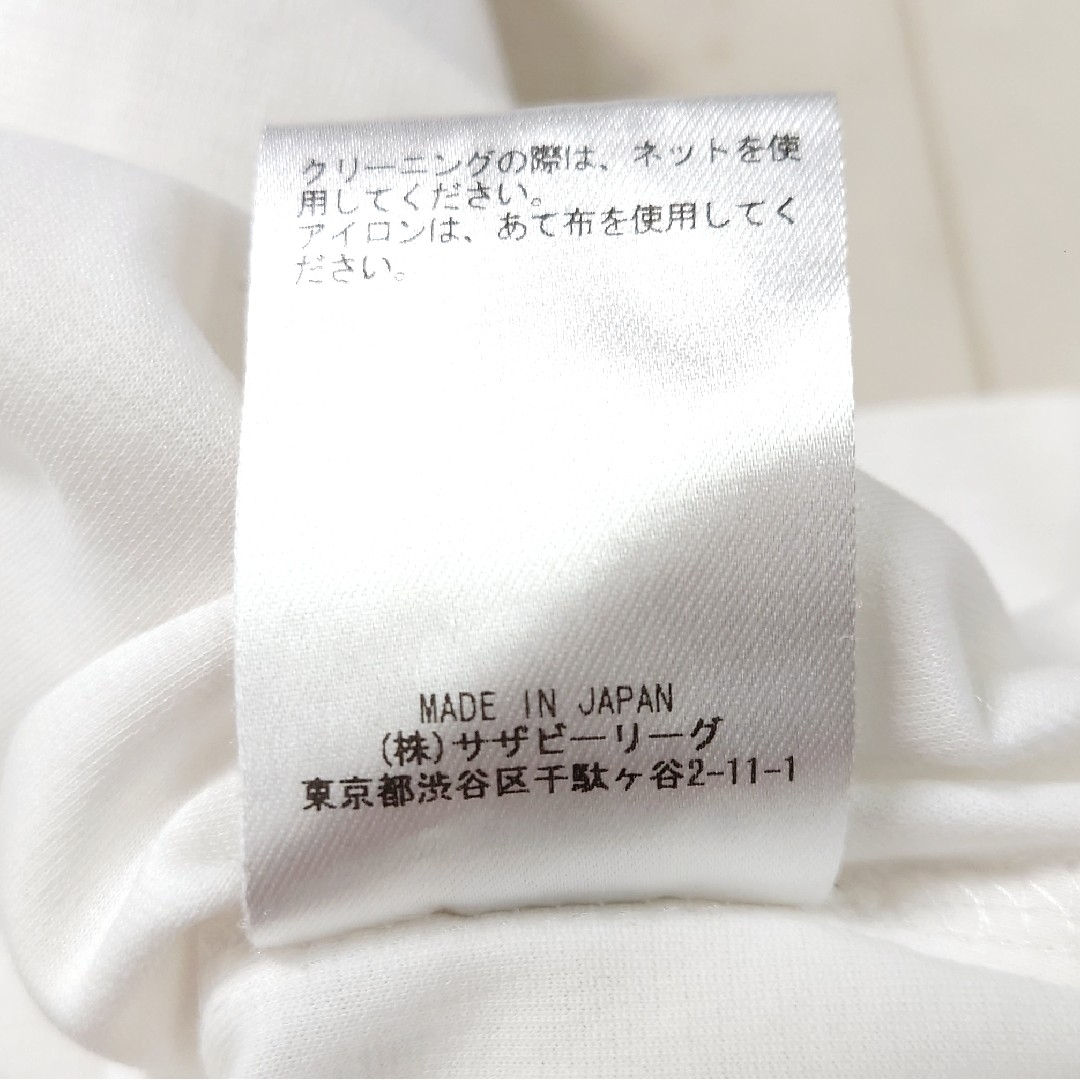 クリーニングの際は、ネットを使
用してください。
アイロンは、あて布を使用してく
ださい。
MADE IN JAPAN
(株)サザビーリーグ
東京都渋谷区千駄ヶ谷2-11-1